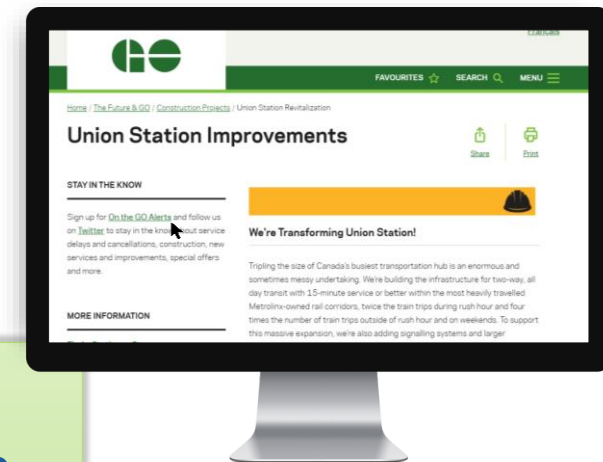 Français
GO
FAVOURITES
SEARCH
MENU
Home / The Future & GO / Construction Projects / Union Station Revitalization
Union Station Improvements
Share
Print
STAY IN THE KNOW
Sign up for On the GO Alerts and follow us
on Twitter to stay in the know about service
delays and cancellations, construction, new
services and improvements, special offers
and more.
MORE INFORMATION
We're Transforming Union Station!
Tripling the size of Canada's busiest transportation hub is an enormous and
sometimes messy undertaking. We're building the infrastructure for two-way, all
day transit with 15-minute service or better within the most heavily travelled
Metrolinx-owned rail corridors, twice the train trips during rush hour and four
times the number of train trips outside of rush hour and on weekends. To support
this massive expansion, we're also adding signalling systems and larger